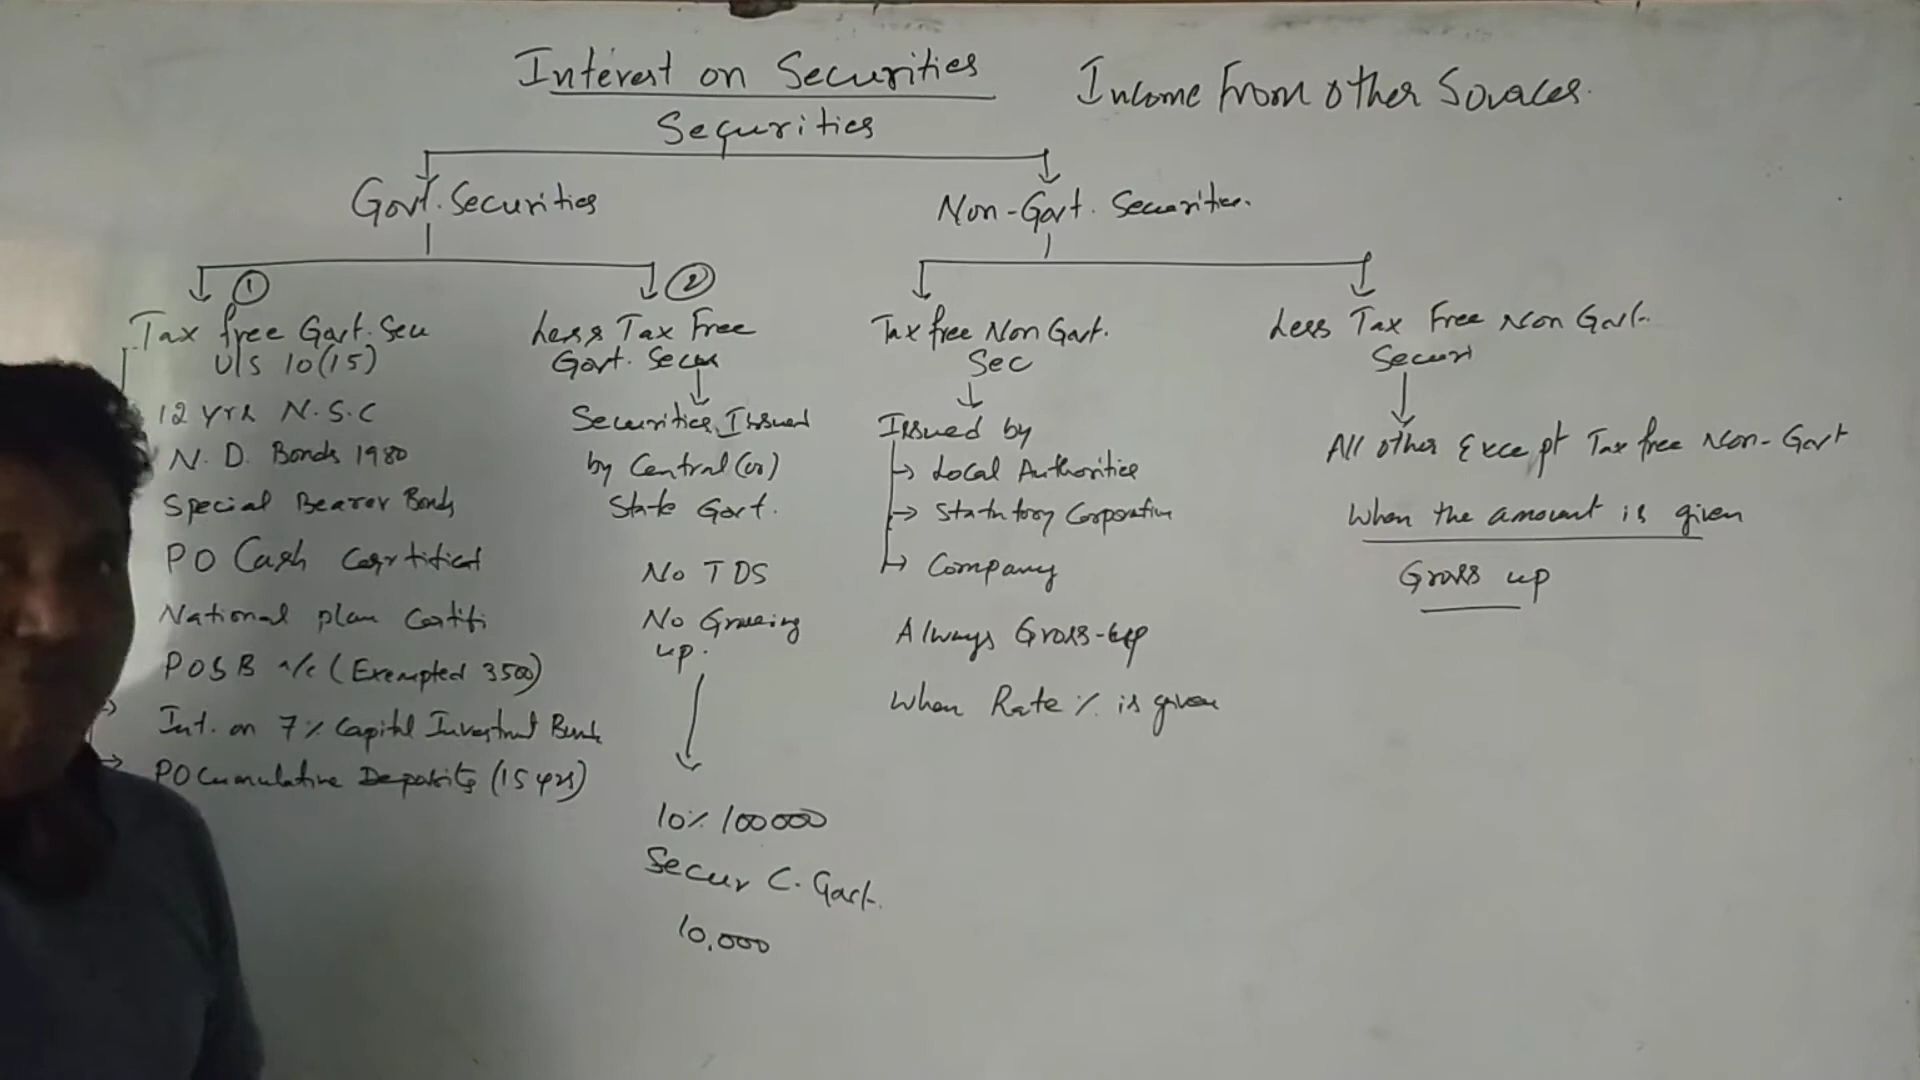 Interest on Securities
Income From Other Sources.
Securities
Govt. Securities
Non-Govt. Securities.
①
Tax free Govt. Secu
U/S 10(15)
12 yrs N.S.C
N. D. Bonds 1980
Special Bearer Bonds
PO Cash Certificat
National plan Certifi
POSB a/c (Exempted 3500)
Int. on 7% Capital Investment Bonds
PO Cumulative Deposits (15 yrs)
②
Less Tax Free
Govt. Secur
Securities Issued
by Central (or)
State Govt.
No TDS
No Grossing
up.
10% 100000
Secur C. Govt.
10,000
Tax free Non Govt.
Sec
Issued by
Local Authorities
Statutory Corporation
Company
Always Gross-up
When Rate % is given
Less Tax Free Non Govt.
Securi
All other Except Tax free Non-Govt
When the amount is given
Gross up